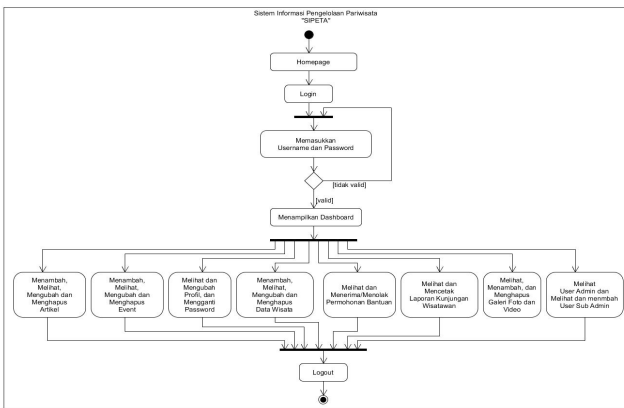 Sistem Informasi Pengelolaan Pariwisata
"SIPETA"
Homepage
Login
Memasukkan
Username dan Password
[tidak valid]
[valid]
Menampilkan Dashboard
Menambah,
Melihat,
Mengubah dan
Menghapus
Artikel
Menambah,
Melihat,
Mengubah dan
Menghapus
Event
Melihat dan
Mengubah
Profil, dan
Mengganti
Password
Menambah,
Melihat,
Mengubah dan
Menghapus
Data Wisata
Melihat dan
Menerima/Menolak
Permohonan Bantuan
Melihat dan
Mencetak
Laporan Kunjungan
Wisatawan
Melihat,
Menambah, dan
Menghapus
Galeri Foto dan
Video
Melihat
User Admin dan
Melihat dan menmbah
User Sub Admin
Logout